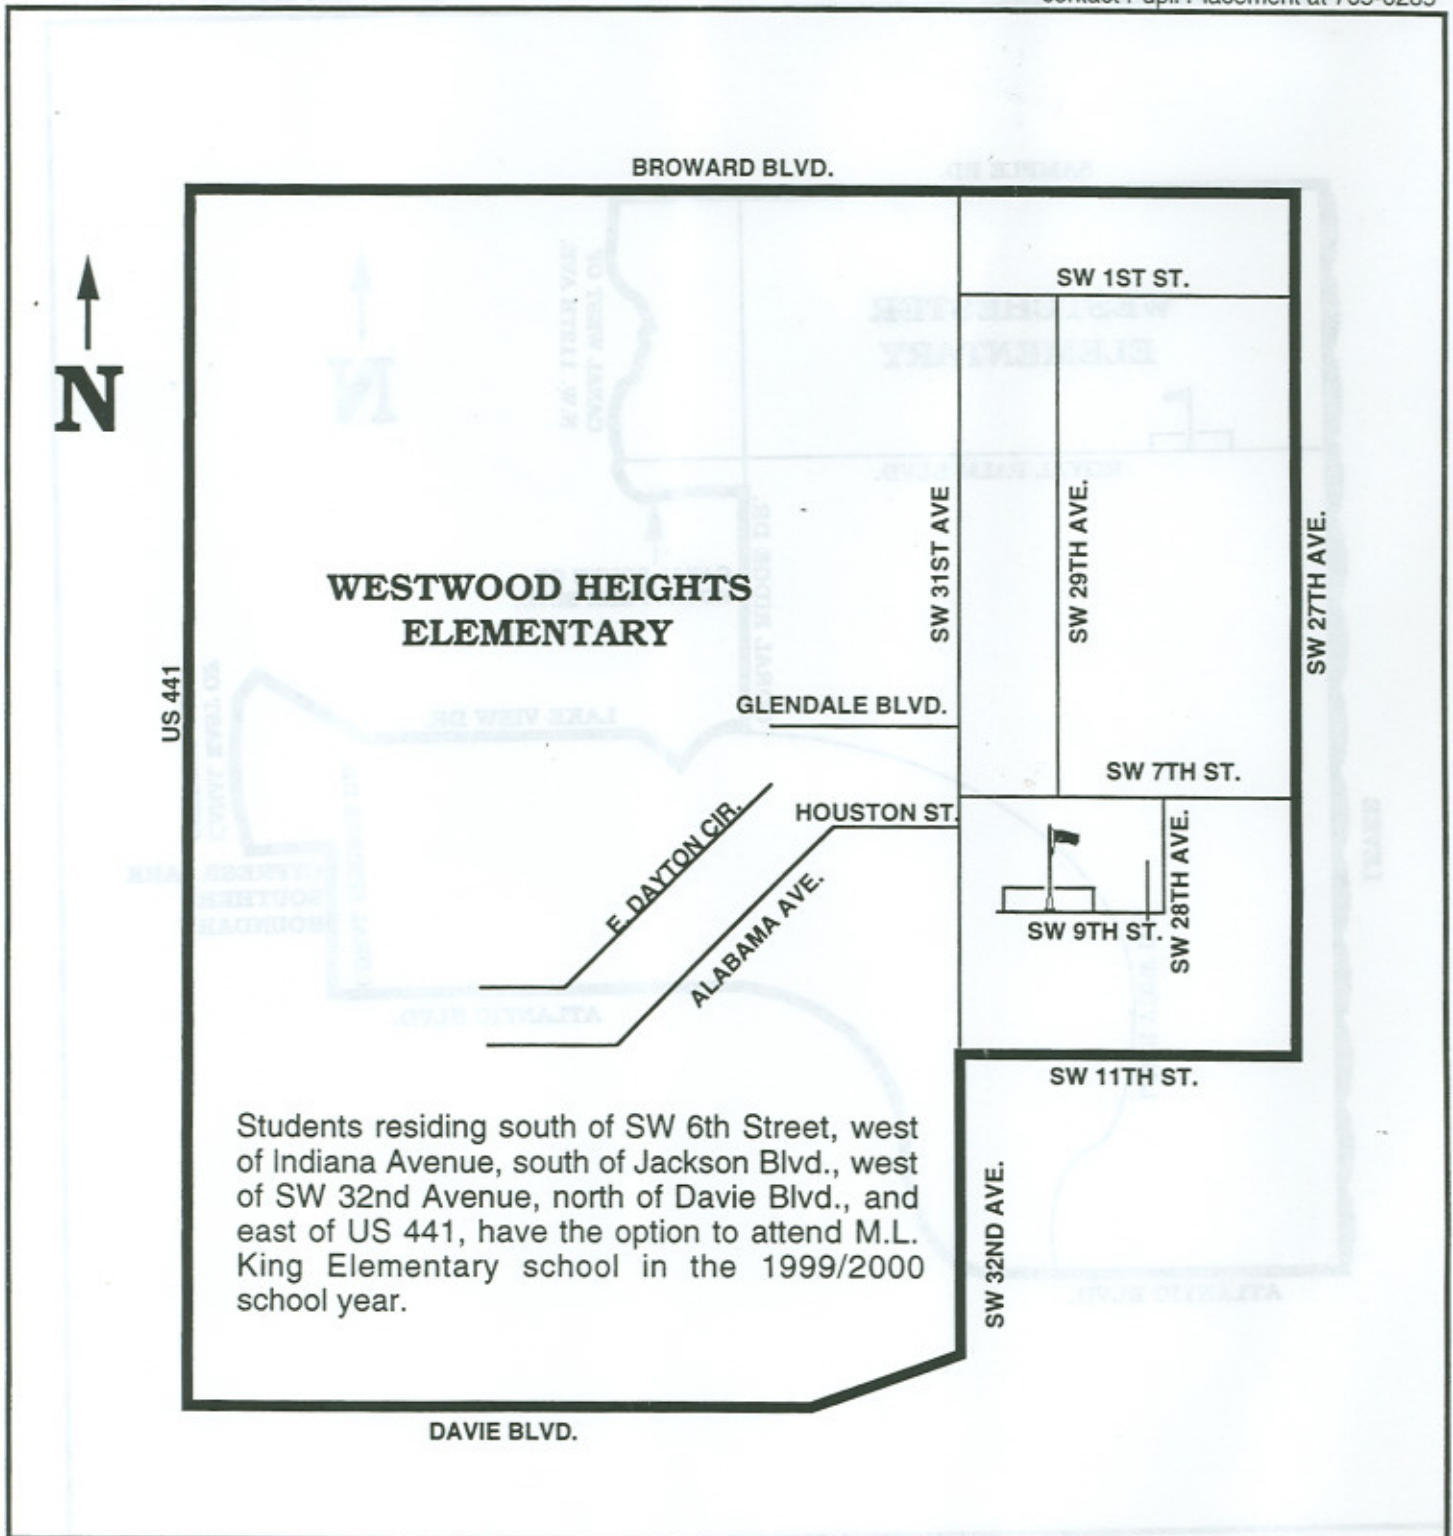 BROWARD BLVD.
SW 1ST ST.
N
SW 31ST AVE
SW 29TH AVE.
SW 27TH AVE.
WESTWOOD HEIGHTS
ELEMENTARY
US 441
GLENDALE BLVD.
SW 7TH ST.
HOUSTON ST.
E. DAYTON CIR.
ALABAMA AVE.
SW 28TH AVE.
SW 9TH ST.
SW 11TH ST.
Students residing south of SW 6th Street, west
of Indiana Avenue, south of Jackson Blvd., west
of SW 32nd Avenue, north of Davie Blvd., and
east of US 441, have the option to attend M.L.
King Elementary school in the 1999/2000
school year.
SW 32ND AVE.
DAVIE BLVD.